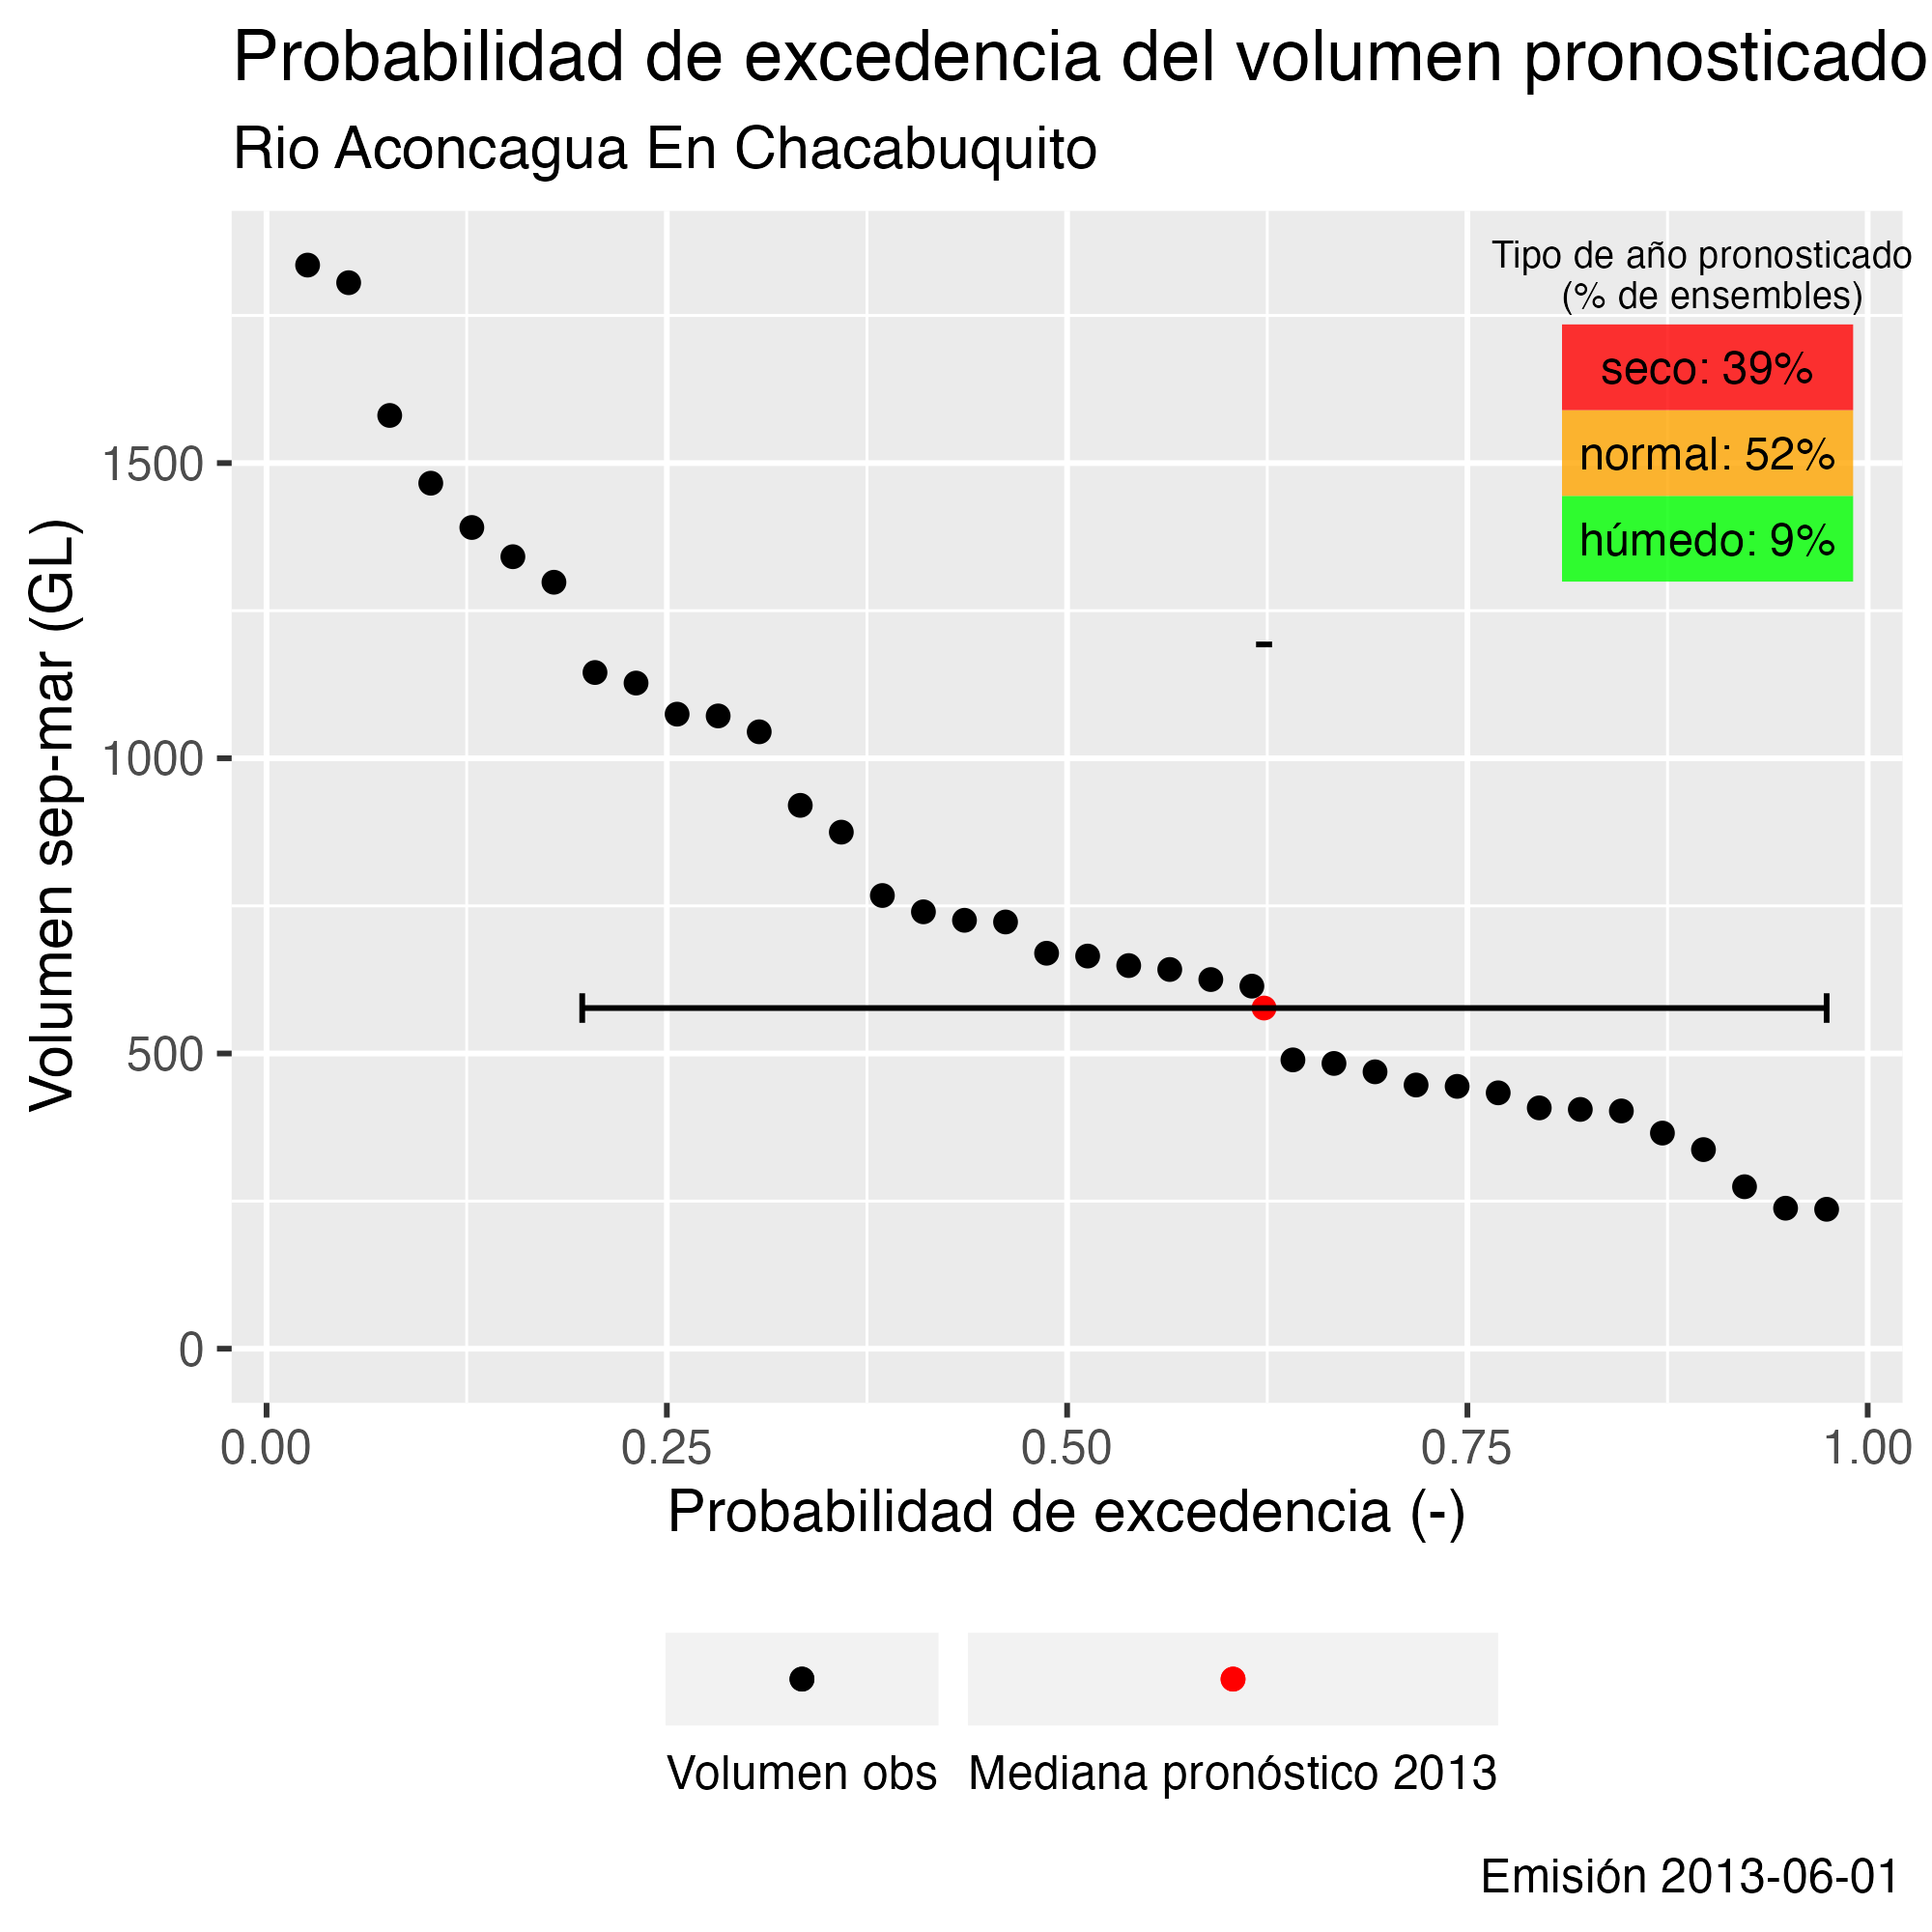 Probabilidad de excedencia del volumen pronosticado
Rio Aconcagua En Chacabuquito
Tipo de año pronosticado
(% de ensembles)
seco: 39%
normal: 52%
húmedo: 9%
Volumen sep-mar (GL)
1500
1000
500
0
0.00 0.25 0.50 0.75 1.00
Probabilidad de excedencia (-)
Volumen obs Mediana pronóstico 2013
Emisión 2013-06-01